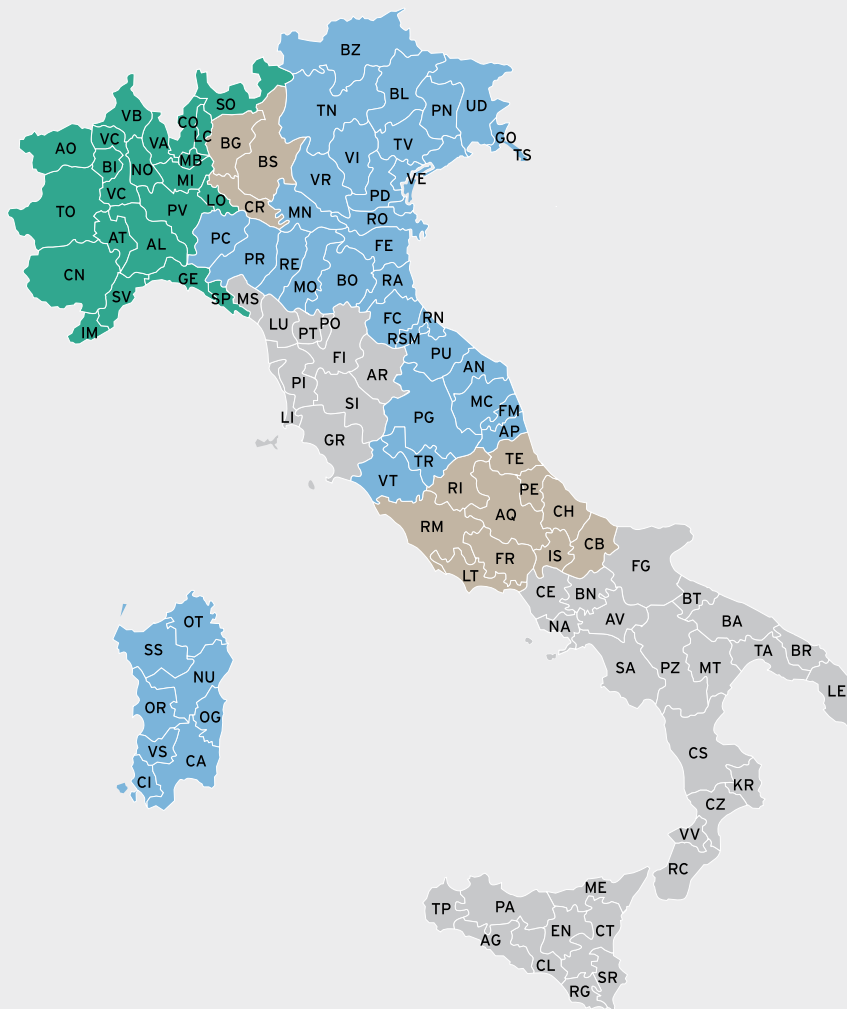 BZ
BL
UD
PN
TN
SO
VB
CO
LC
VC
VA
BG
TV
GO
TS
AO
BI
NO
MB
BS
VI
MI
VR
VE
VC
LO
PD
TO
PV
CR
MN
RO
AT
AL
PC
FE
PR
RE
CN
GE
MO
BO
RA
SV
SP
MS
FC
RN
IM
LU
PT
PO
RSM
FI
PU
AN
PI
AR
LI
SI
MC
FM
PG
AP
GR
TR
TE
VT
RI
PE
RM
AQ
CH
CB
FR
IS
LT
FG
CE
BN
BT
NA
AV
BA
OT
SS
TA
BR
SA
PZ
MT
NU
LE
OR
OG
VS
CA
CI
CS
KR
CZ
VV
RC
ME
TP
PA
EN
CT
AG
CL
SR
RG